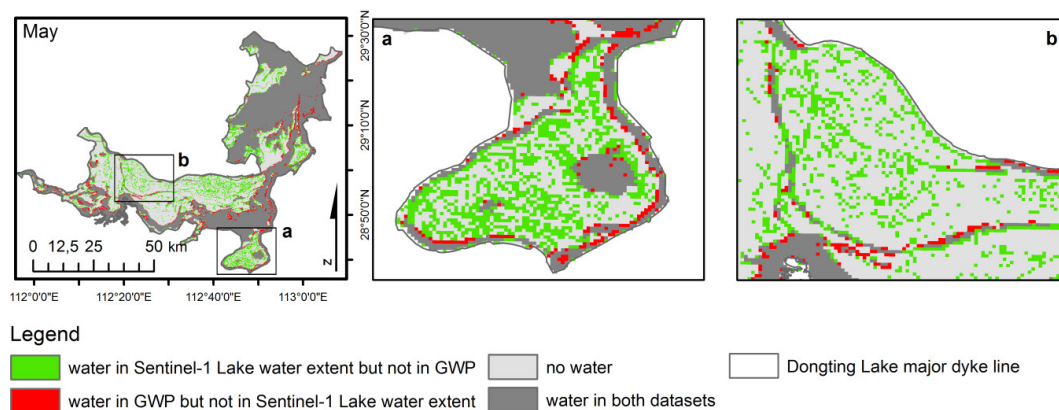 May
a
b
b
a
0 12,5 25 50 km
N
29°30'0"N
29°10'0"N
28°50'0"N
112°0'0"E 112°20'0"E 112°40'0"E 113°0'0"E
Legend
water in Sentinel-1 Lake water extent but not in GWP
no water
Dongting Lake major dyke line
water in GWP but not in Sentinel-1 Lake water extent
water in both datasets